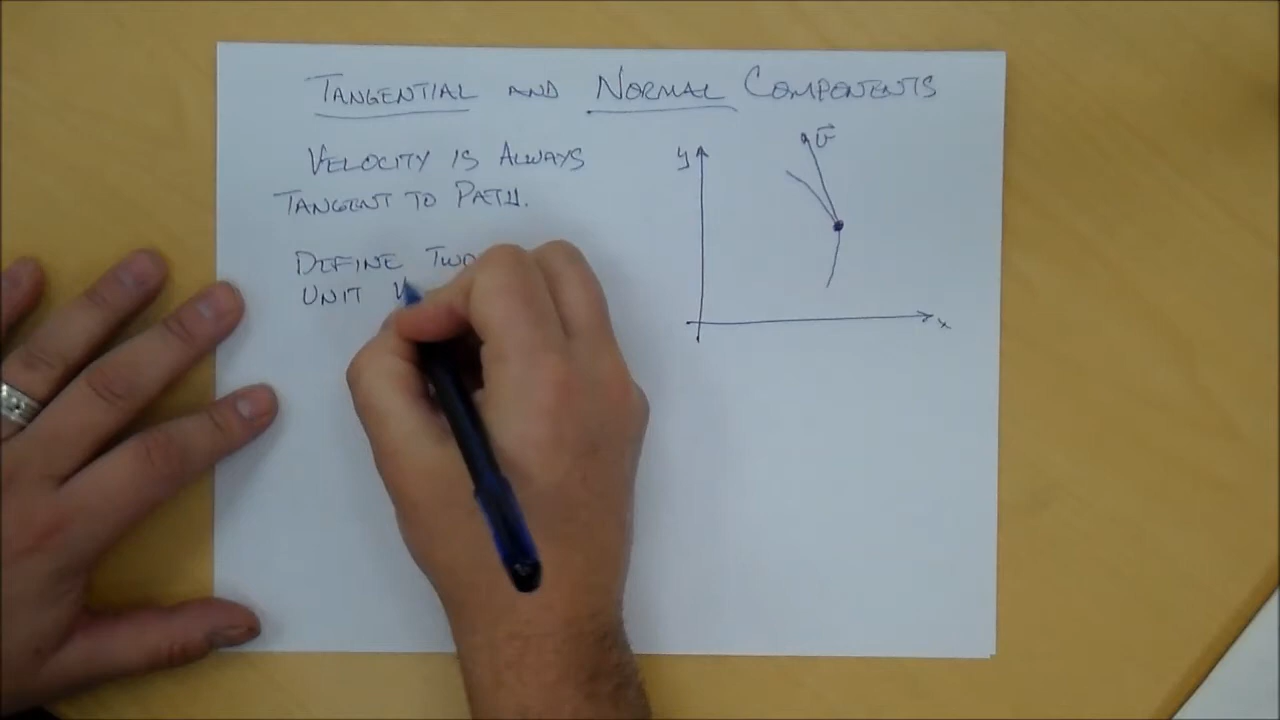 TANGENTIAL AND NORMAL COMPONENTS
VELOCITY IS ALWAYS
TANGENT TO PATH.
DEFINE TWO
UNIT V
y
v⃗
x